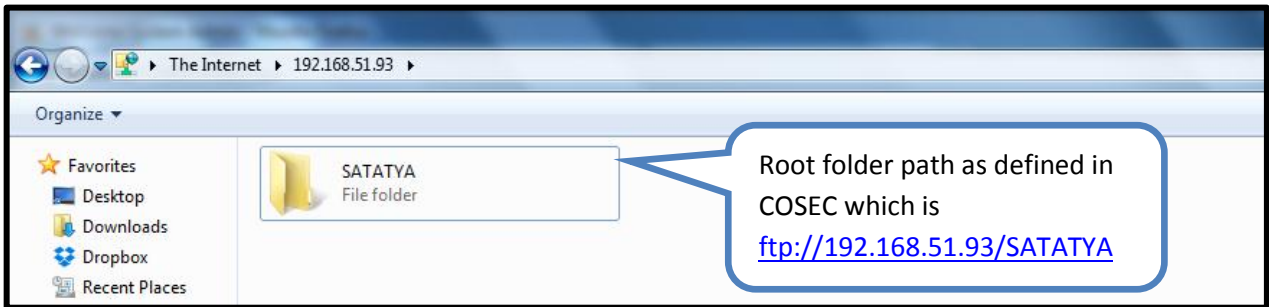 The Internet 192.168.51.93
Organize
Favorites
Desktop
Downloads
Dropbox
Recent Places
SATATYA
File folder
Root folder path as defined in
COSEC which is
ftp://192.168.51.93/SATATYA